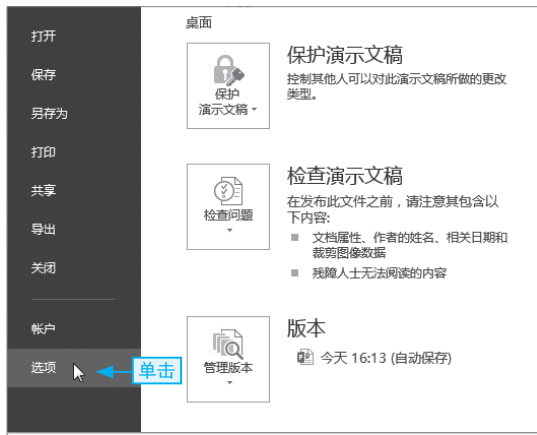 打开
保存
另存为
打印
共享
导出
关闭
帐户
选项
单击
桌面
保护
演示文稿
保护演示文稿
控制其他人可以对此演示文稿所做的更改
类型。
检查问题
检查演示文稿
在发布此文件之前，请注意其包含以
下内容:
文档属性、作者的姓名、相关日期和
裁剪图像数据
残障人士无法阅读的内容
管理版本
版本
今天 16:13 (自动保存)